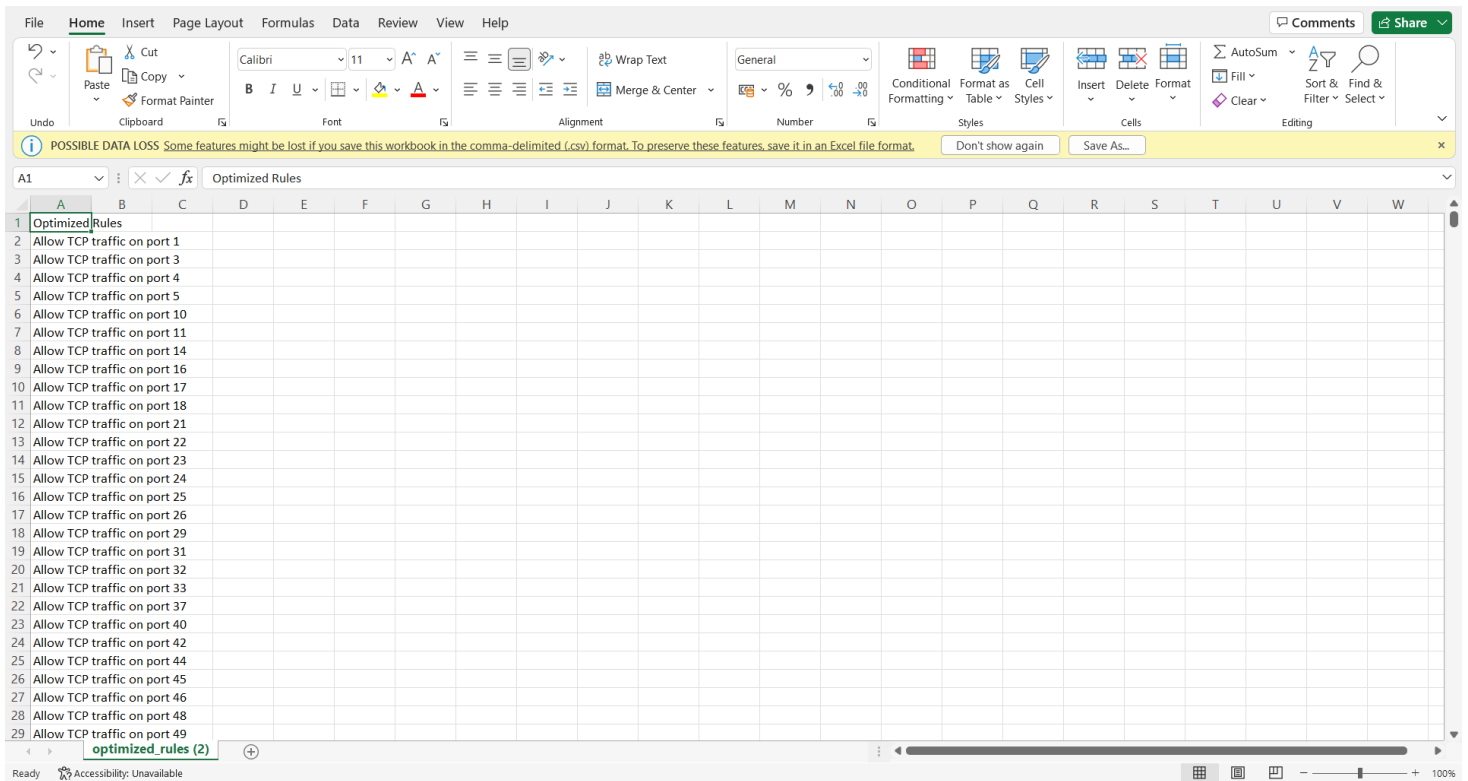 File Home Insert Page Layout Formulas Data Review View Help Comments Share
Cut
Copy
Paste
Format Painter
Undo
Clipboard
Calibri 11 A A
B I U A
Font
ab Wrap Text
Merge & Center
Alignment
General
% 9 .00 .00
Number
Conditional Formatting
Format as Table
Cell Styles
Styles
Insert Delete Format
Cells
AutoSum
Fill
Clear
Sort & Filter
Find & Select
Editing
POSSIBLE DATA LOSS Some features might be lost if you save this workbook in the comma-delimited (.csv) format. To preserve these features, save it in an Excel file format. Don't show again Save As...
A1 fx Optimized Rules
A B C D E F G H I J K L M N O P Q R S T U V W
1 Optimized Rules
2 Allow TCP traffic on port 1
3 Allow TCP traffic on port 3
4 Allow TCP traffic on port 4
5 Allow TCP traffic on port 5
6 Allow TCP traffic on port 10
7 Allow TCP traffic on port 11
8 Allow TCP traffic on port 14
9 Allow TCP traffic on port 16
10 Allow TCP traffic on port 17
11 Allow TCP traffic on port 18
12 Allow TCP traffic on port 21
13 Allow TCP traffic on port 22
14 Allow TCP traffic on port 23
15 Allow TCP traffic on port 24
16 Allow TCP traffic on port 25
17 Allow TCP traffic on port 26
18 Allow TCP traffic on port 29
19 Allow TCP traffic on port 31
20 Allow TCP traffic on port 32
21 Allow TCP traffic on port 33
22 Allow TCP traffic on port 37
23 Allow TCP traffic on port 40
24 Allow TCP traffic on port 42
25 Allow TCP traffic on port 44
26 Allow TCP traffic on port 45
27 Allow TCP traffic on port 46
28 Allow TCP traffic on port 48
29 Allow TCP traffic on port 49
optimized_rules (2)
Ready Accessibility: Unavailable 100%